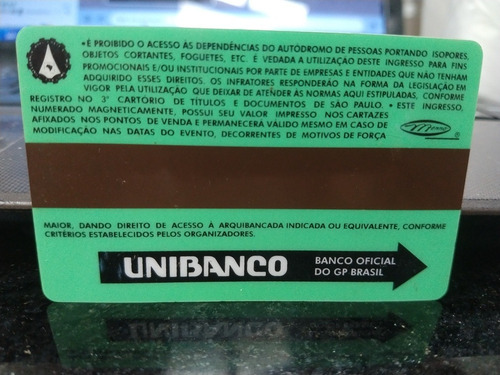 • É PROIBIDO O ACESSO ÀS DEPENDÊNCIAS DO AUTÓDROMO DE PESSOAS PORTANDO ISOPORES,
OBJETOS CORTANTES, FOGUETES, ETC. É VEDADA A UTILIZAÇÃO DESTE INGRESSO PARA FINS
PROMOCIONAIS E/OU INSTITUCIONAIS POR PARTE DE EMPRESAS E ENTIDADES QUE NÃO TENHAM
ADQUIRIDO ESSES DIREITOS. OS INFRATORES RESPONDERÃO NA FORMA DA LEGISLAÇÃO EM
VIGOR PELA UTILIZAÇÃO QUE DEIXAR DE ATENDER ÀS NORMAS AQUI ESTIPULADAS, CONFORME
REGISTRO NO 3° CARTORIO DE TÍTULOS E DOCUMENTOS DE SÃO PAULO. • ESTE INGRESSO,
NUMERADO MAGNETICAMENTE, POSSUI SEU VALOR IMPRESSO NOS CARTAZES
AFIXADOS NOS PONTOS DE VENDA E PERMANECERÁ VÁLIDO MESMO EM CASO DE
MODIFICAÇÃO NAS DATAS DO EVENTO, DECORRENTES DE MOTIVOS DE FORÇA
MAIOR, DANDO DIREITO DE ACESSO À ARQUIBANCADA INDICADA OU EQUIVALENTE, CONFORME
CRITÉRIOS ESTABELECIDOS PELOS ORGANIZADORES.
UNIBANCO
BANCO OFICIAL
DO GP BRASIL